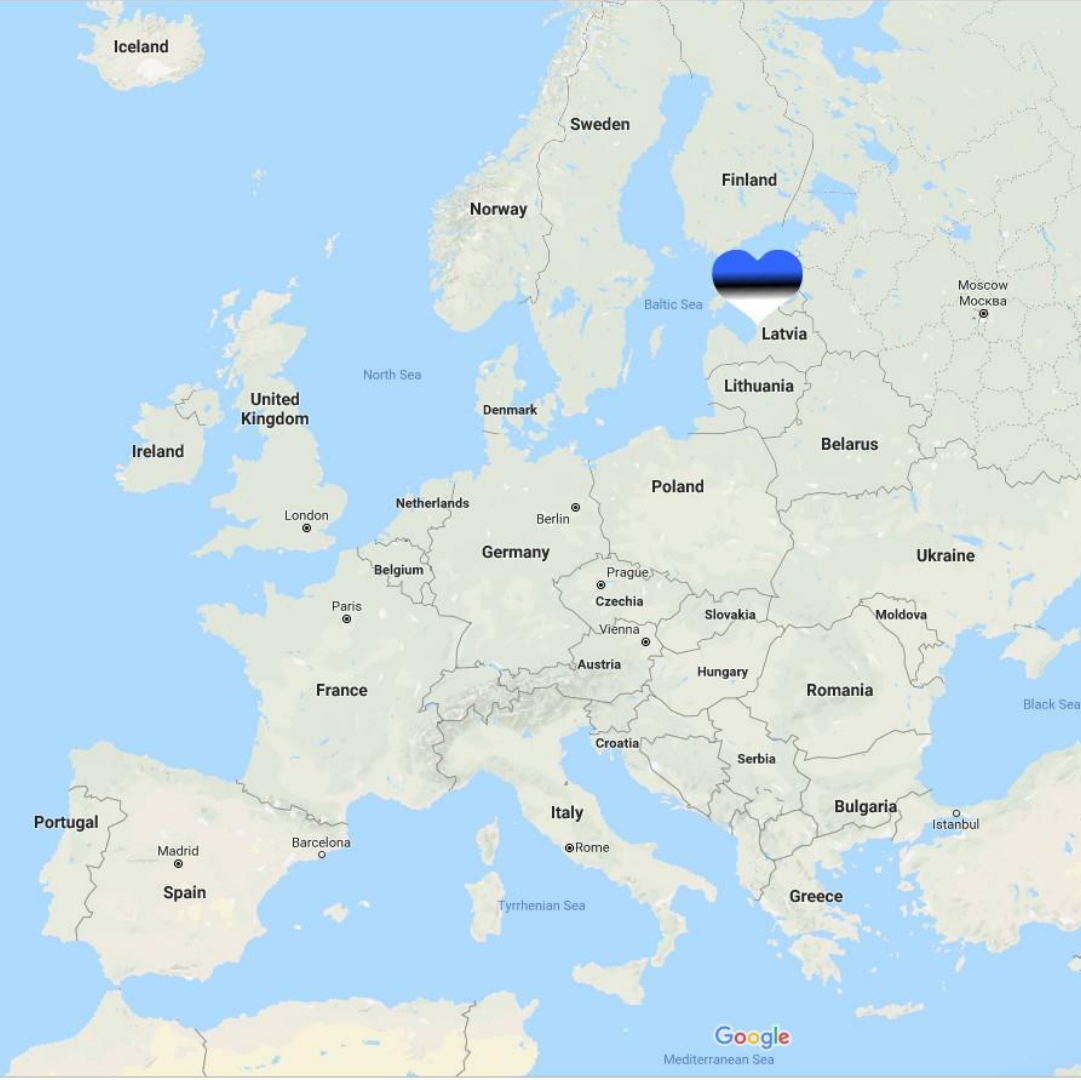 Iceland
Sweden
Finland
Norway
Moscow
Москва
Baltic Sea
Latvia
North Sea
Lithuania
United
Kingdom
Denmark
Ireland
Belarus
Poland
Netherlands
London
Berlin
Germany
Ukraine
Belgium
Prague
Czechia
Paris
Slovakia
Moldova
Vienna
Austria
Hungary
France
Romania
Black Sea
Croatia
Serbia
Italy
Bulgaria
Portugal
Istanbul
Barcelona
Madrid
Rome
Spain
Greece
Tyrrhenian Sea
Google
Mediterranean Sea